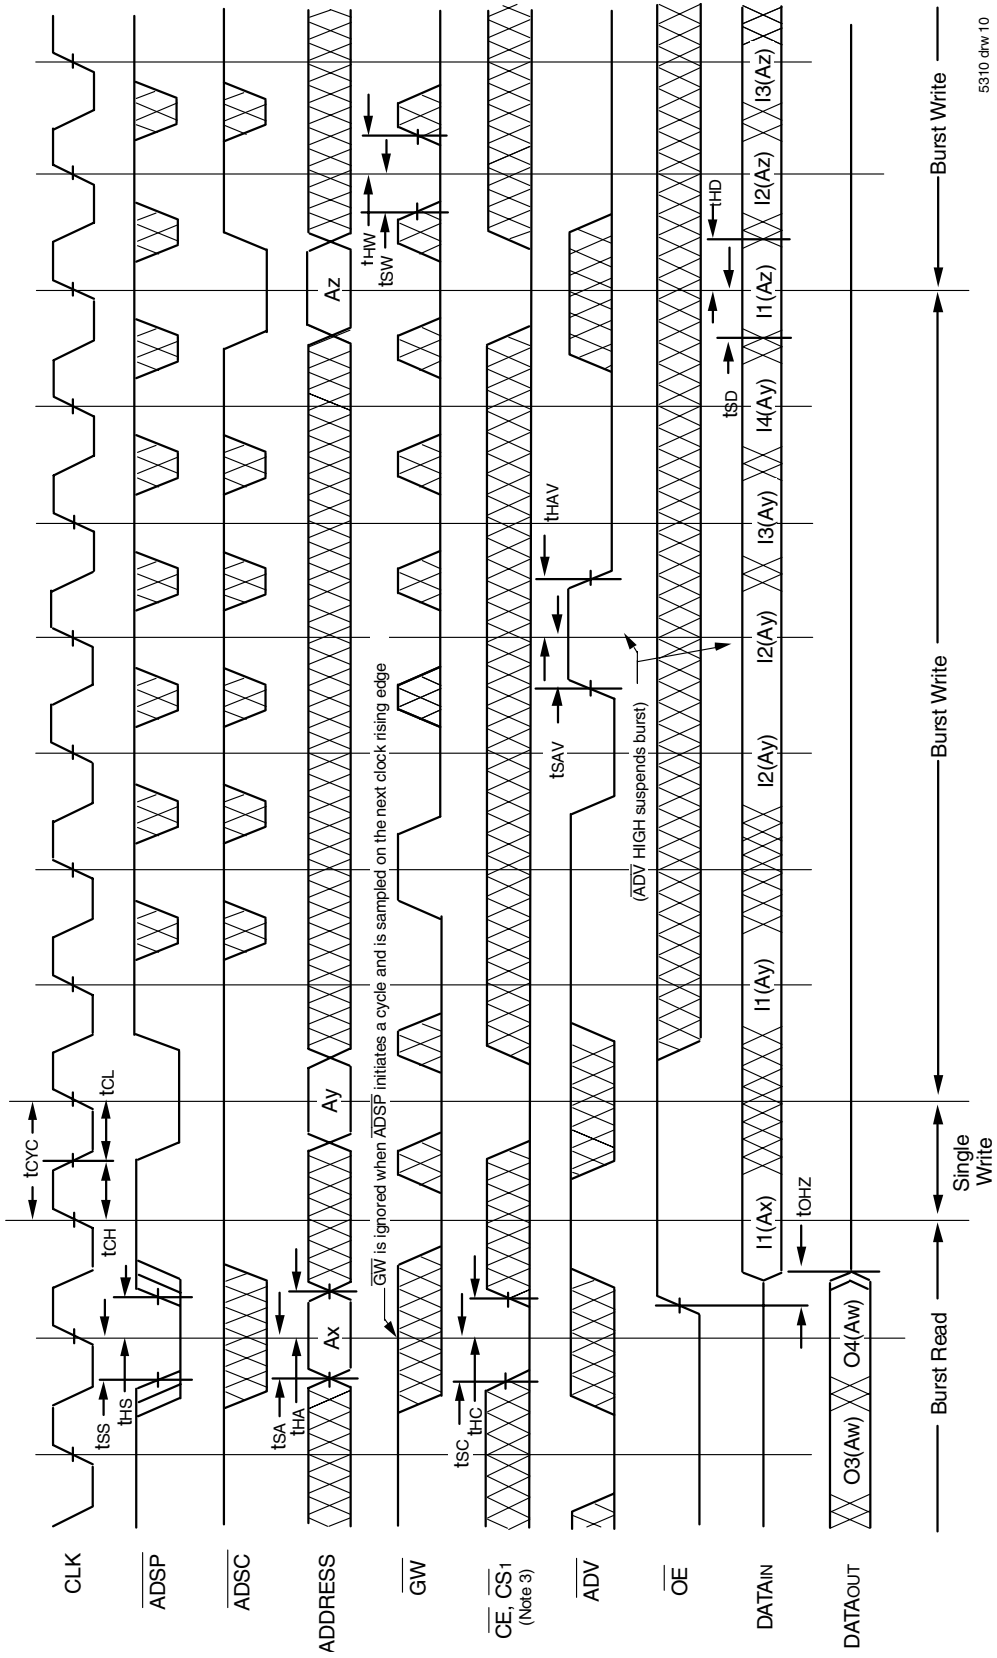 CLK
ADSP
ADSC
ADDRESS
GW
CE, CS1
(Note 3)
ADV
OE
DATAIN
DATAOUT
tCYC
tCH
tCL
tSS
tHS
tSA
tHA
Ax
Ay
Az
GW is ignored when ADSP initiates a cycle and is sampled on the next clock rising edge
tHW
tSW
tSC
tHC
tSAV
tHAV
(ADV HIGH suspends burst)
tSD
tHD
I1(Ax)
I1(Ay)
I2(Ay)
I2(Ay)
I3(Ay)
I4(Ay)
I1(Az)
I2(Az)
I3(Az)
tOHZ
O3(Aw)
O4(Aw)
Burst Read
Single
Write
Burst Write
Burst Write
5310 drw 10